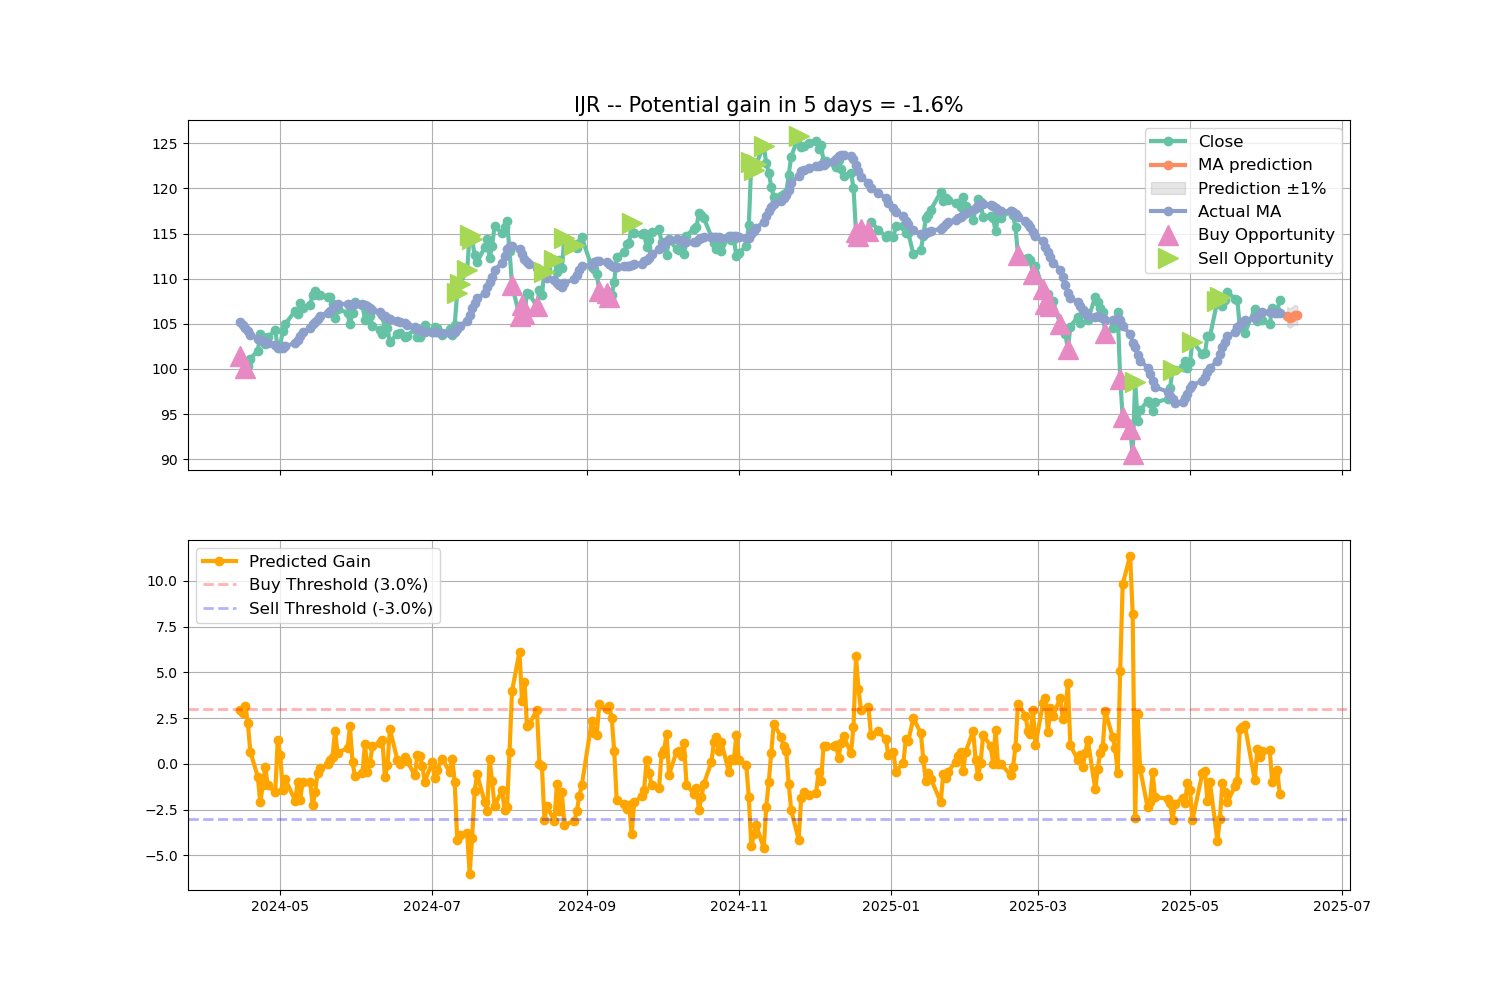 IJR -- Potential gain in 5 days = -1.6%
125
120
115
110
105
100
95
90
Close
MA prediction
Prediction ±1%
Actual MA
Buy Opportunity
Sell Opportunity
10.0
7.5
5.0
2.5
0.0
−2.5
−5.0
Predicted Gain
Buy Threshold (3.0%)
Sell Threshold (-3.0%)
2024-05
2024-07
2024-09
2024-11
2025-01
2025-03
2025-05
2025-07